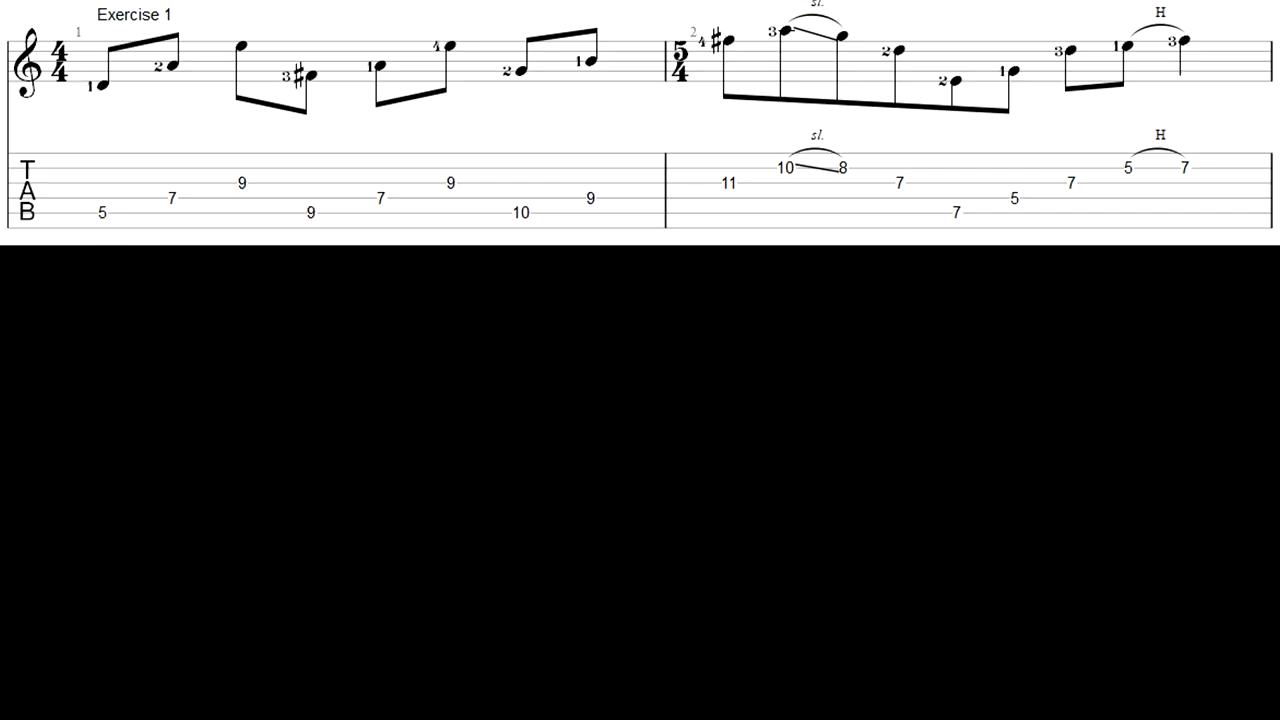 Exercise 1
sl. H
1 2
4 4 5 4
1 2 3 1 4 2 1 4 3 2 2 1 3 1 3
sl. H
T A B
5 7 9 9 7 9 10 9 11 10 8 7 7 5 7 5 7